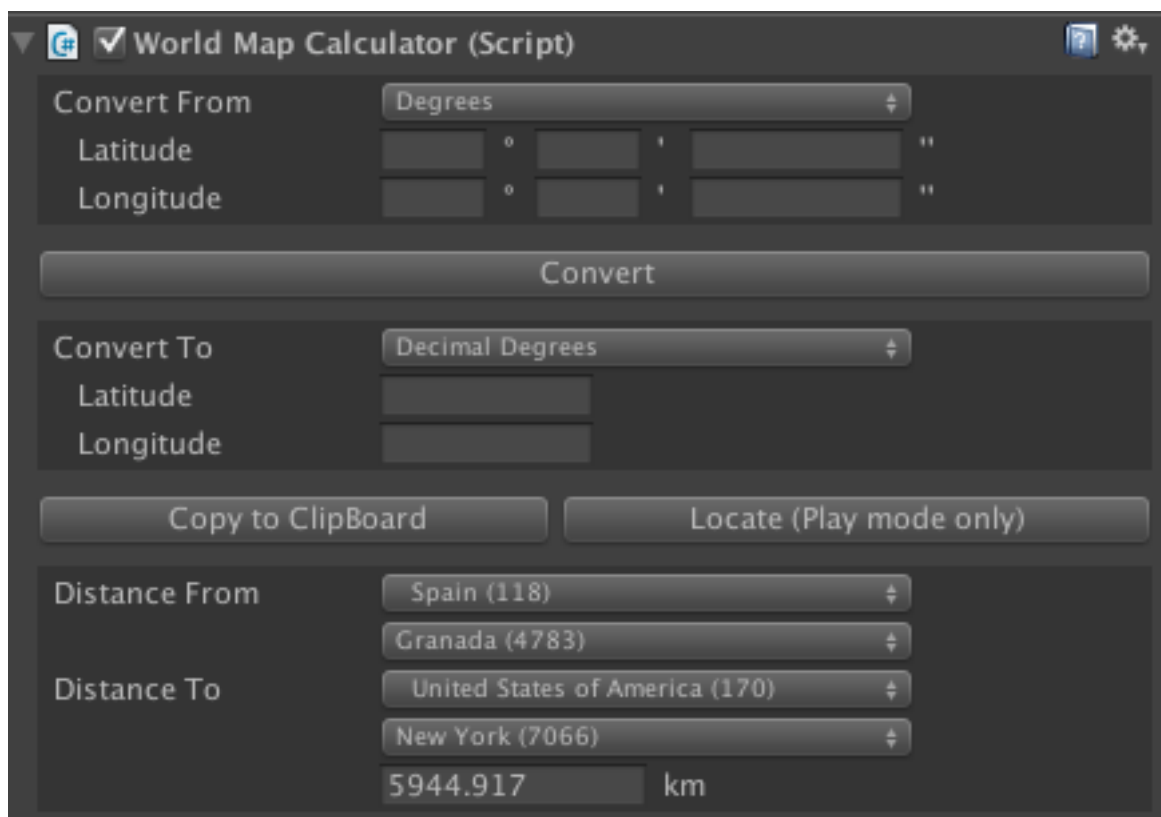 World Map Calculator (Script)
Convert From Degrees
Latitude ° ' "
Longitude ° ' "
Convert
Convert To Decimal Degrees
Latitude
Longitude
Copy to ClipBoard Locate (Play mode only)
Distance From Spain (118)
Granada (4783)
Distance To United States of America (170)
New York (7066)
5944.917 km